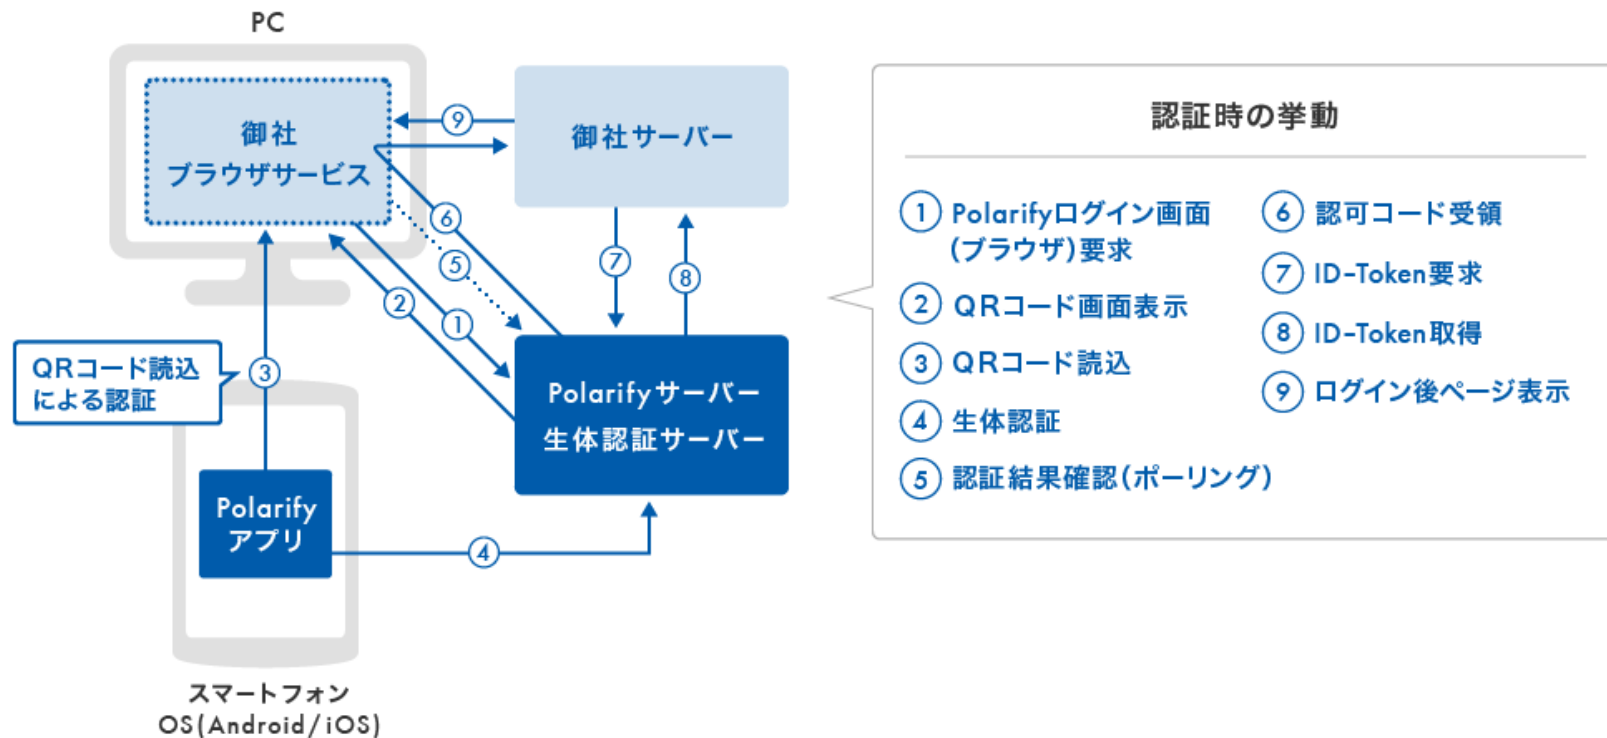 PC
御社
ブラウザサービス
御社サーバー
⑨
⑥
⑤
②
①
⑦
⑧
QRコード読込
による認証
③
Polarifyサーバー
生体認証サーバー
Polarify
アプリ
④
スマートフォン
OS(Android/iOS)
認証時の挙動
① Polarifyログイン画面
(ブラウザ)要求
② QRコード画面表示
③ QRコード読込
④ 生体認証
⑤ 認証結果確認(ポーリング)
⑥ 認可コード受領
⑦ ID-Token要求
⑧ ID-Token取得
⑨ ログイン後ページ表示